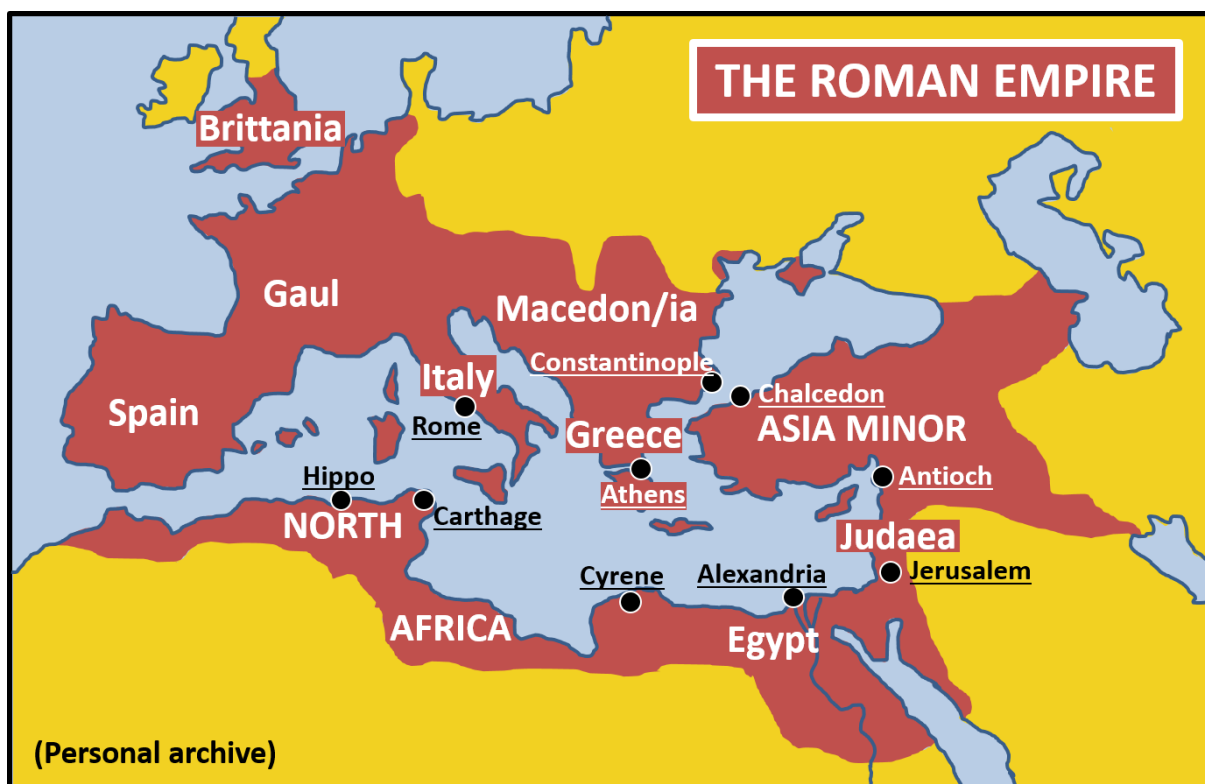 THE ROMAN EMPIRE
Brittania
Gaul
Macedon/ia
Constantinople
Italy
Chalcedon
Spain
Rome
Greece
ASIA MINOR
Hippo
Athens
Antioch
NORTH
Carthage
Judaea
Cyrene
Alexandria
Jerusalem
AFRICA
Egypt
(Personal archive)